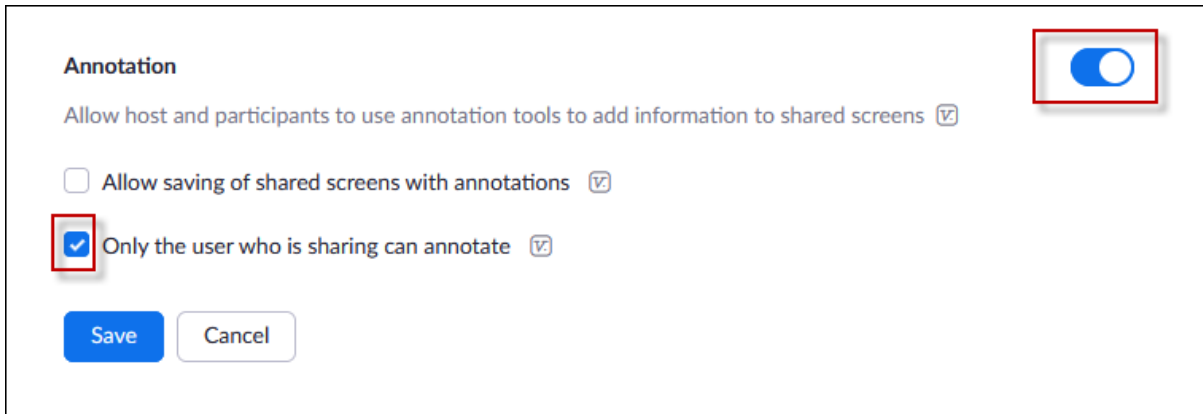 Annotation
Allow host and participants to use annotation tools to add information to shared screens
Allow saving of shared screens with annotations
Only the user who is sharing can annotate
Save Cancel